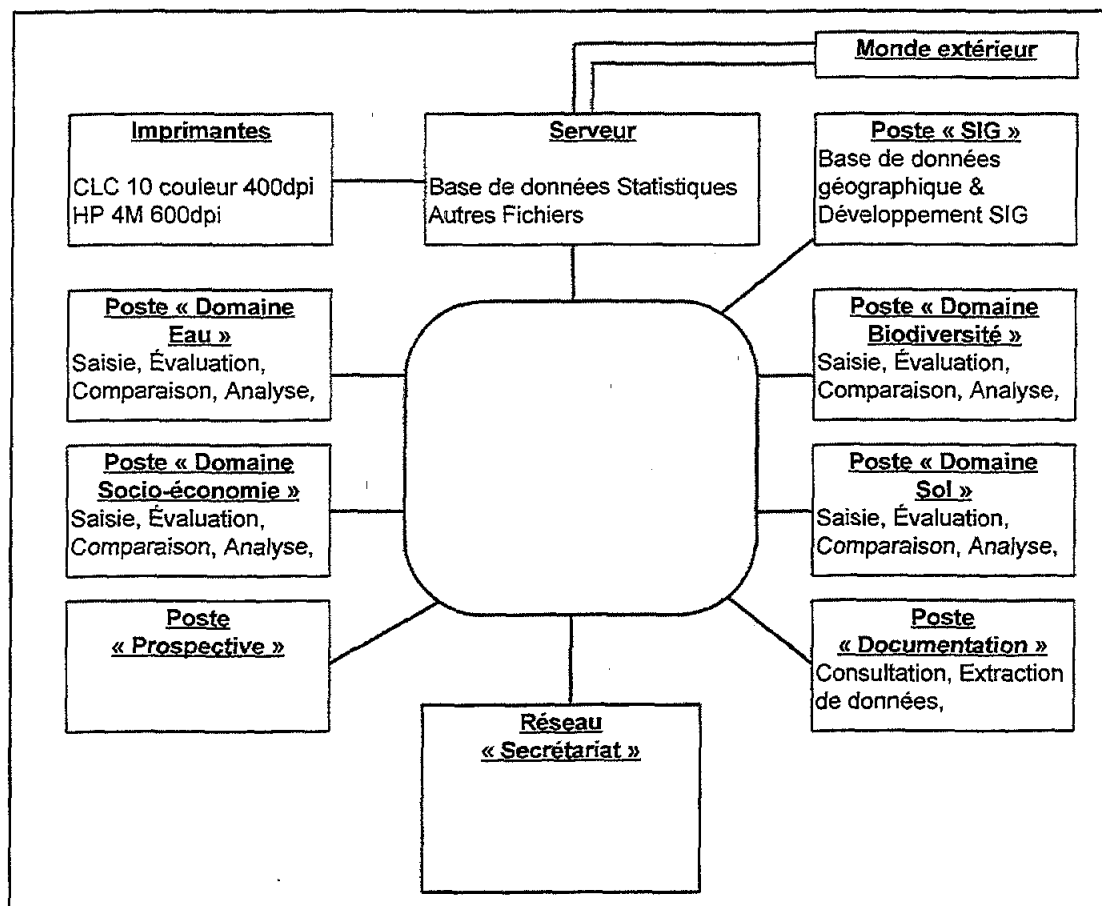 Monde extérieur
Imprimantes
CLC 10 couleur 400dpi
HP 4M 600dpi
Serveur
Base de données Statistiques
Autres Fichiers
Poste « SIG »
Base de données
géographique &
Développement SIG
Poste « Domaine
Eau »
Saisie, Évaluation,
Comparaison, Analyse,
Poste « Domaine
Biodiversité »
Saisie, Évaluation,
Comparaison, Analyse,
Poste « Domaine
Socio-économie »
Saisie, Évaluation,
Comparaison, Analyse,
Poste « Domaine
Sol »
Saisie, Évaluation,
Comparaison, Analyse,
Poste
« Prospective »
Poste
« Documentation »
Consultation, Extraction
de données,
Réseau
« Secrétariat »